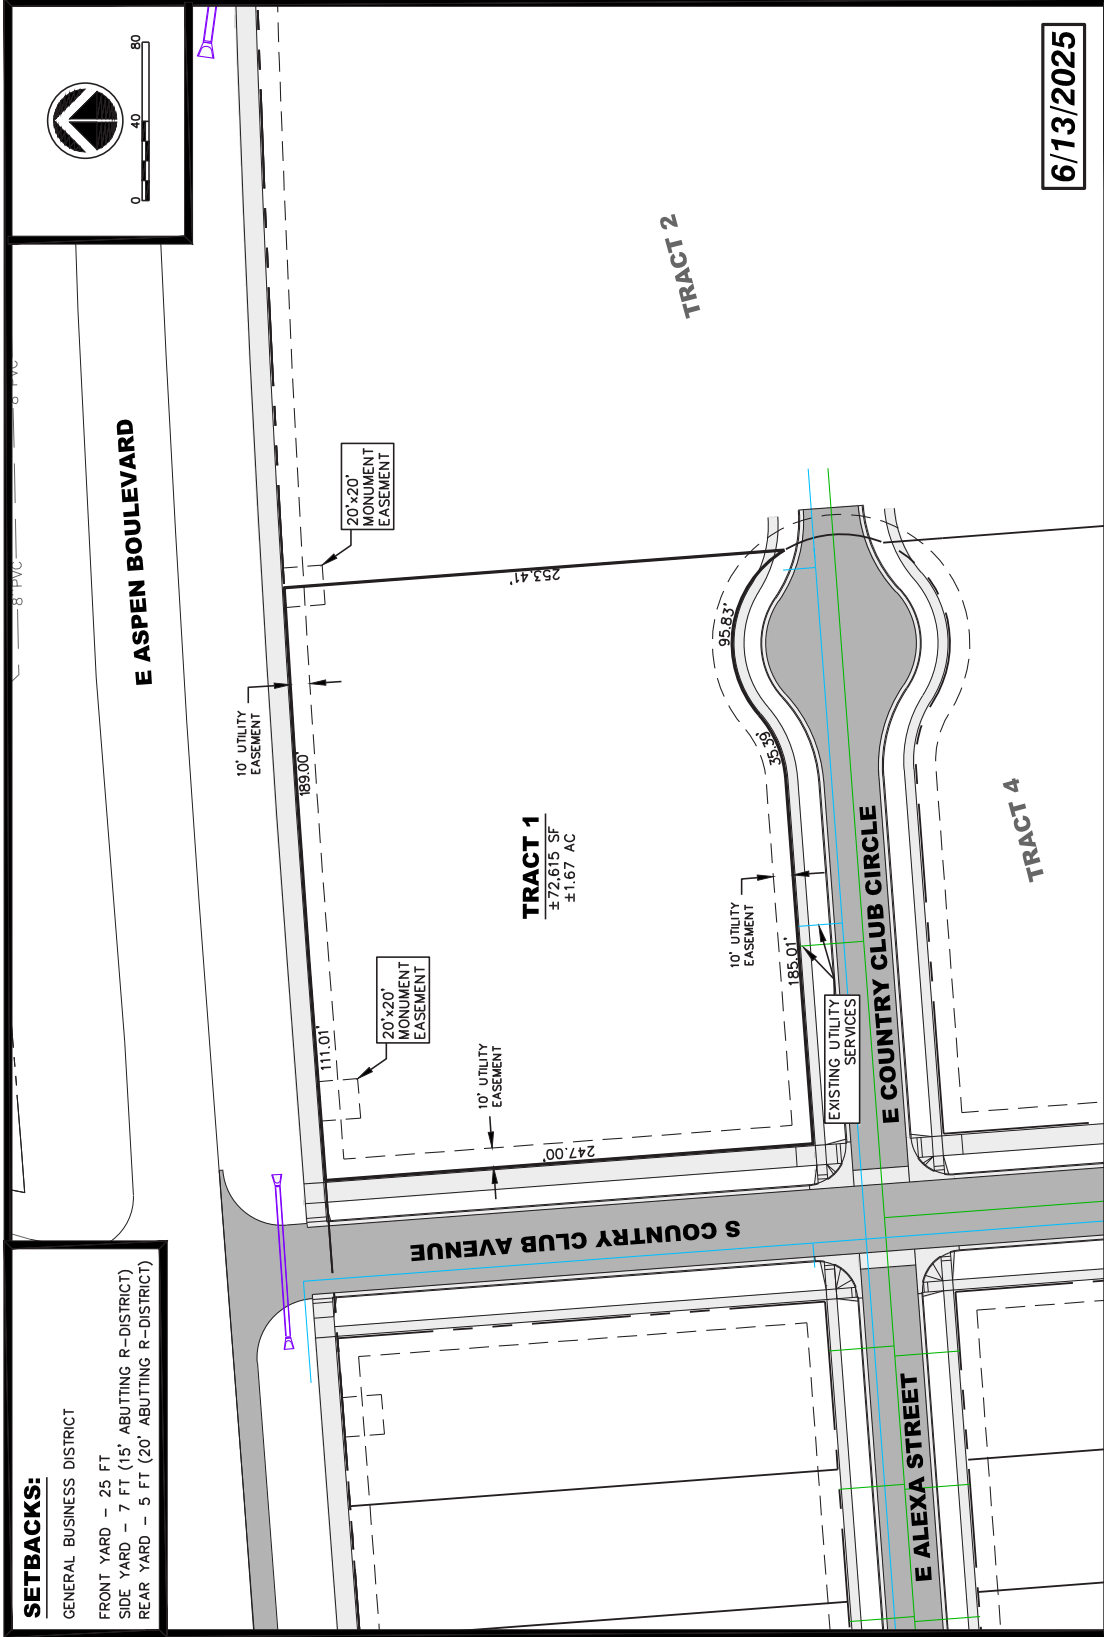 SETBACKS:
GENERAL BUSINESS DISTRICT
FRONT YARD – 25 FT
SIDE YARD – 7 FT (15' ABUTTING R–DISTRICT)
REAR YARD – 5 FT (20' ABUTTING R–DISTRICT)
0
40
80
8" PVC
8" PVC
E ASPEN BOULEVARD
10' UTILITY
EASEMENT
20'x20'
MONUMENT
EASEMENT
20'x20'
MONUMENT
EASEMENT
111.01'
189.00'
253.41'
10' UTILITY
EASEMENT
247.00'
TRACT 1
±72,615 SF
±1.67 AC
TRACT 2
95.83'
35.39'
10' UTILITY
EASEMENT
185.01'
EXISTING UTILITY
SERVICES
S COUNTRY CLUB AVENUE
E COUNTRY CLUB CIRCLE
E ALEXA STREET
TRACT 4
6/13/2025